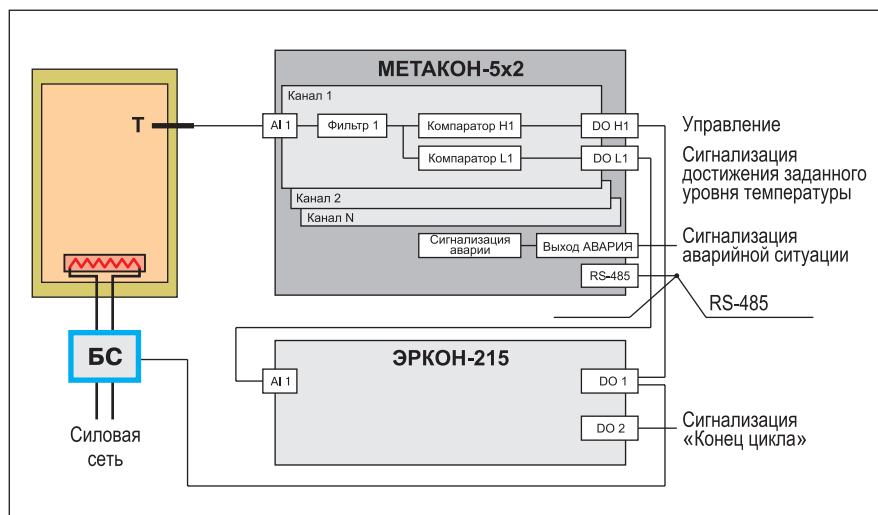 МЕТАКОН-5х2
Канал 1
Т
AI 1
Фильтр 1
Компаратор H1
DO H1
Управление
Компаратор L1
DO L1
Сигнализация
достижения заданного
уровня температуры
Канал 2
Канал N
Сигнализация
аварии
Выход АВАРИЯ
Сигнализация
аварийной ситуации
RS-485
RS-485
БС
ЭРКОН-215
AI 1
DO 1
DO 2
Сигнализация
«Конец цикла»
Силовая
сеть